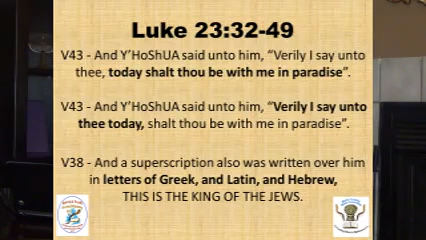 Luke 23:32-49
V43 - And Y'HoShUA said unto him, “Verily I say unto
thee, today shalt thou be with me in paradise”.
V43 - And Y'HoShUA said unto him, “Verily I say unto
thee today, shalt thou be with me in paradise”.
V38 - And a superscription also was written over him
in letters of Greek, and Latin, and Hebrew,
THIS IS THE KING OF THE JEWS.